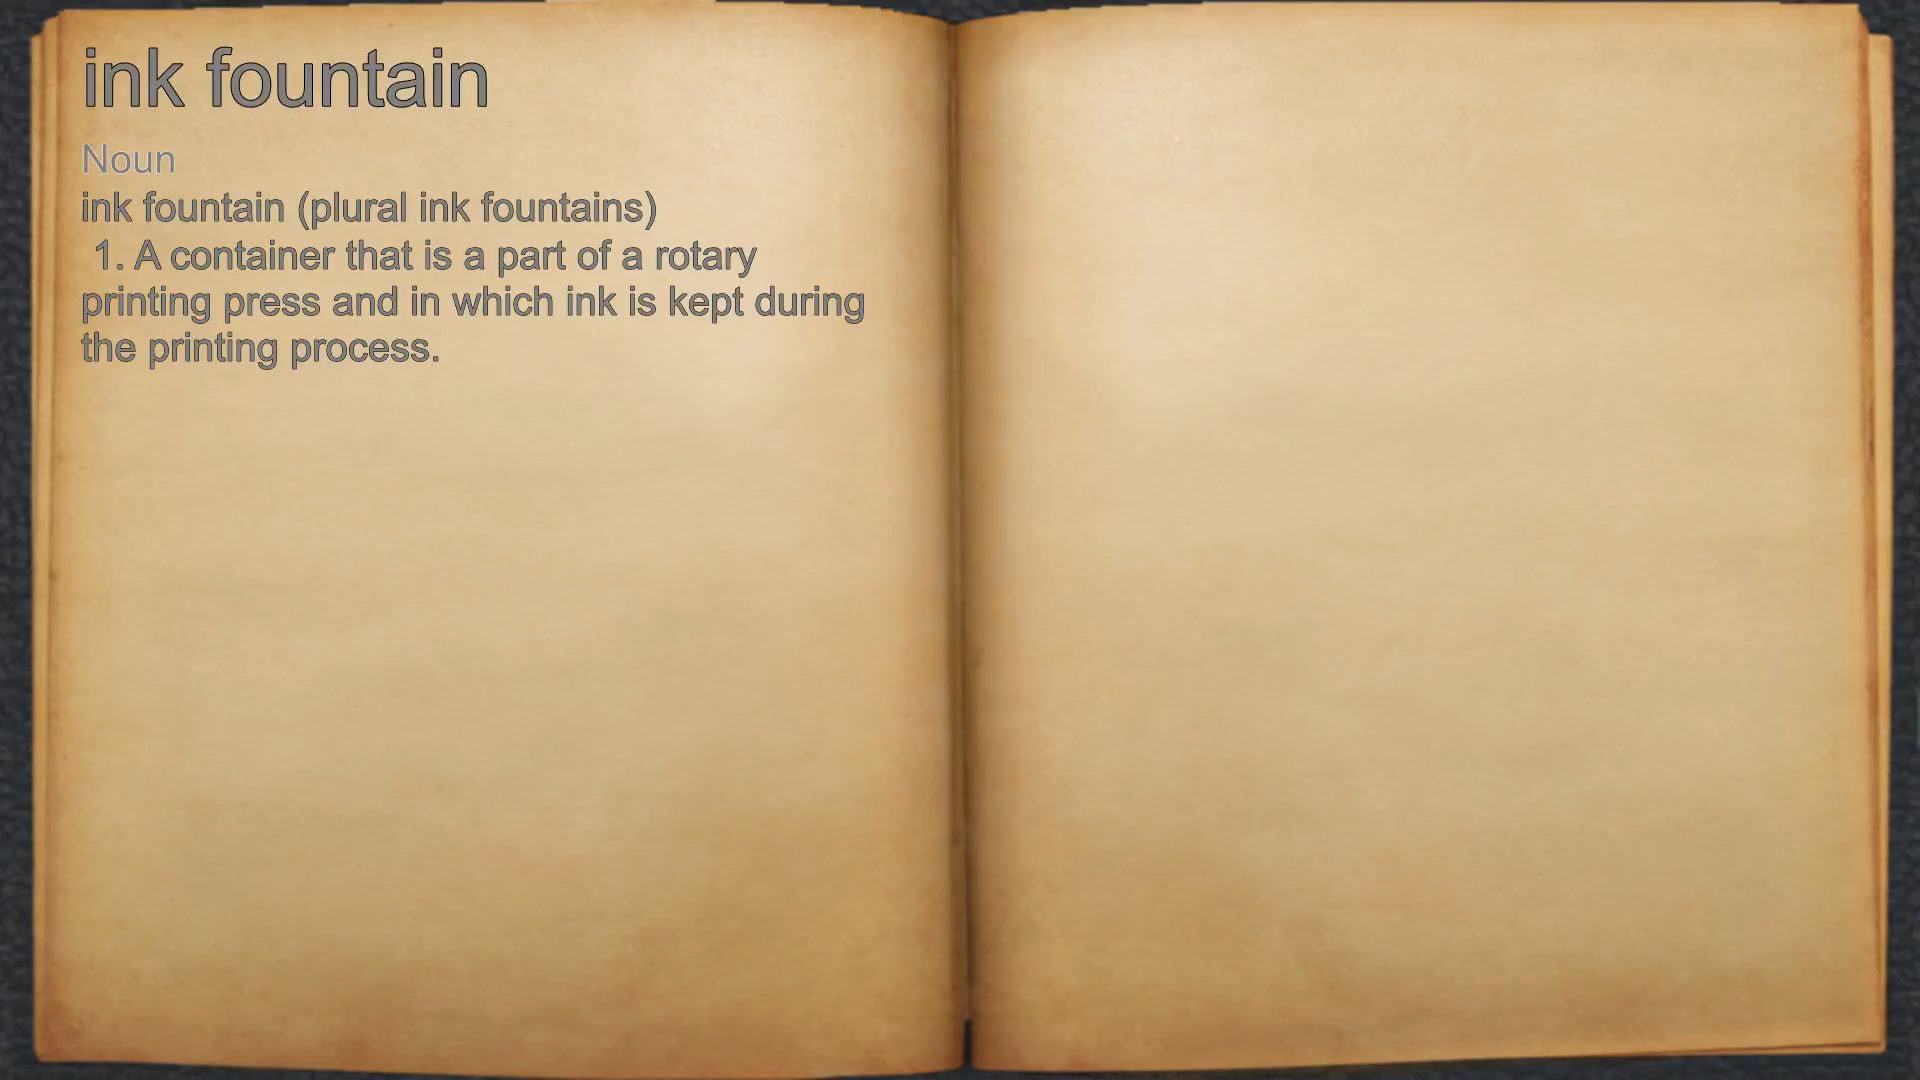 ink fountain
Noun
ink fountain (plural ink fountains)
1. A container that is a part of a rotary
printing press and in which ink is kept during
the printing process.